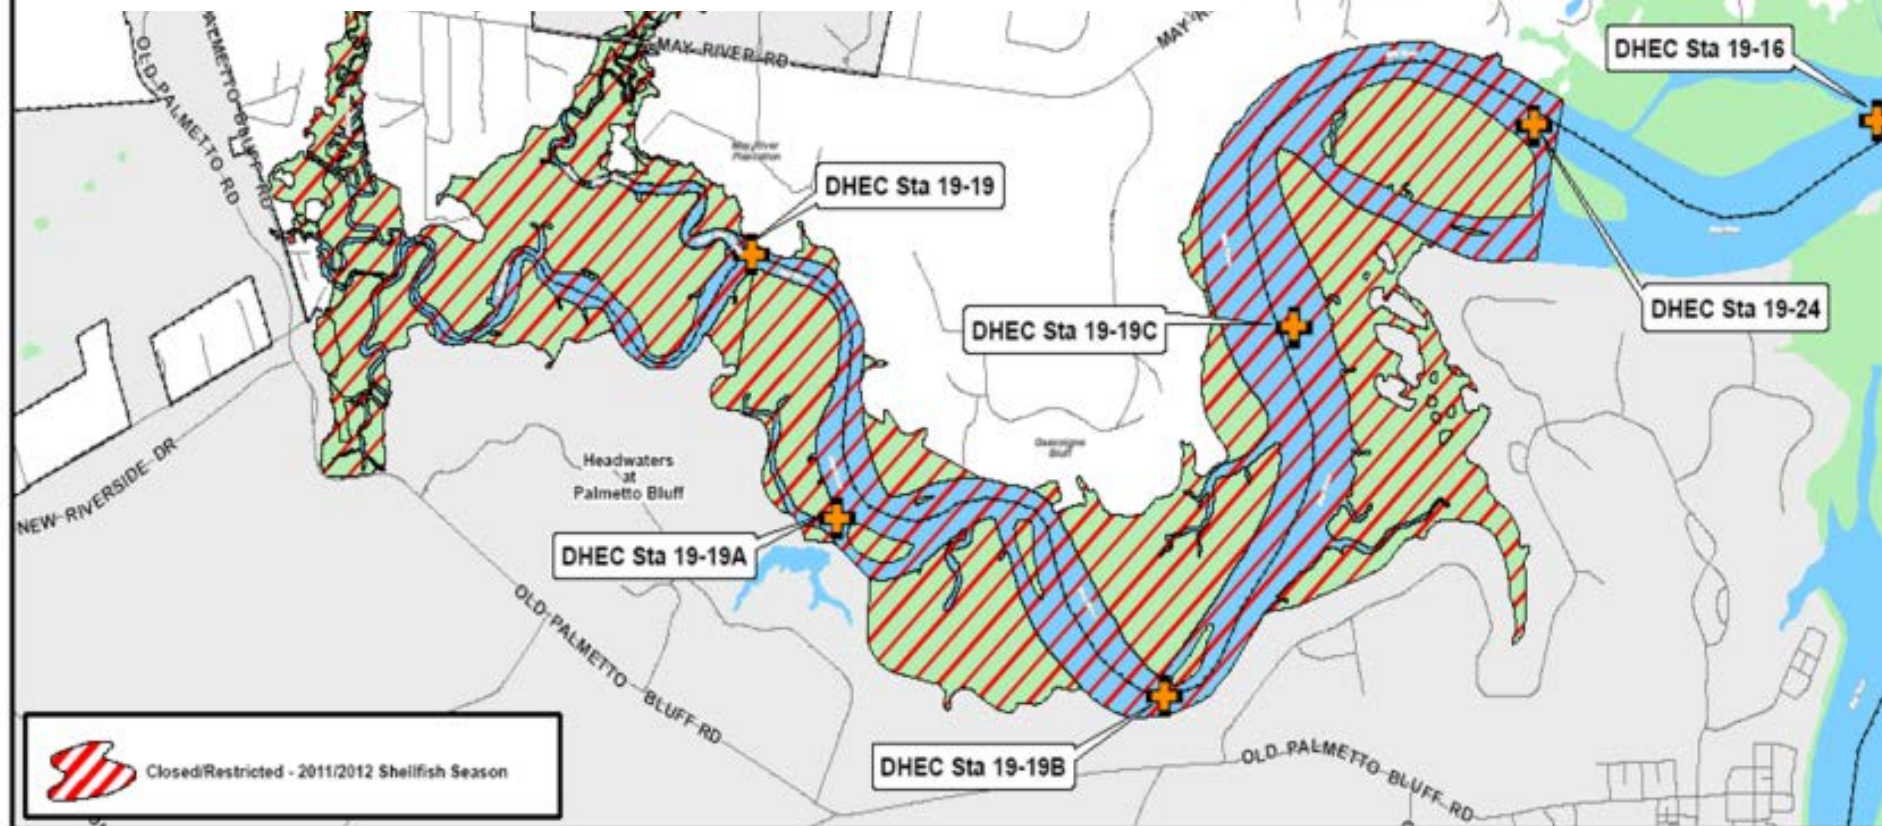 DHEC Sta 19-16
MAY RIVER RD
OLD PALMETTO RD
DHEC Sta 19-19
DHEC Sta 19-24
DHEC Sta 19-19C
NEW RIVERSIDE DR
Headwaters
at
Palmetto Bluff
DHEC Sta 19-19A
OLD PALMETTO BLUFF RD
DHEC Sta 19-19B
OLD PALMETTO BLUFF RD
Closed/Restricted - 2011/2012 Shellfish Season